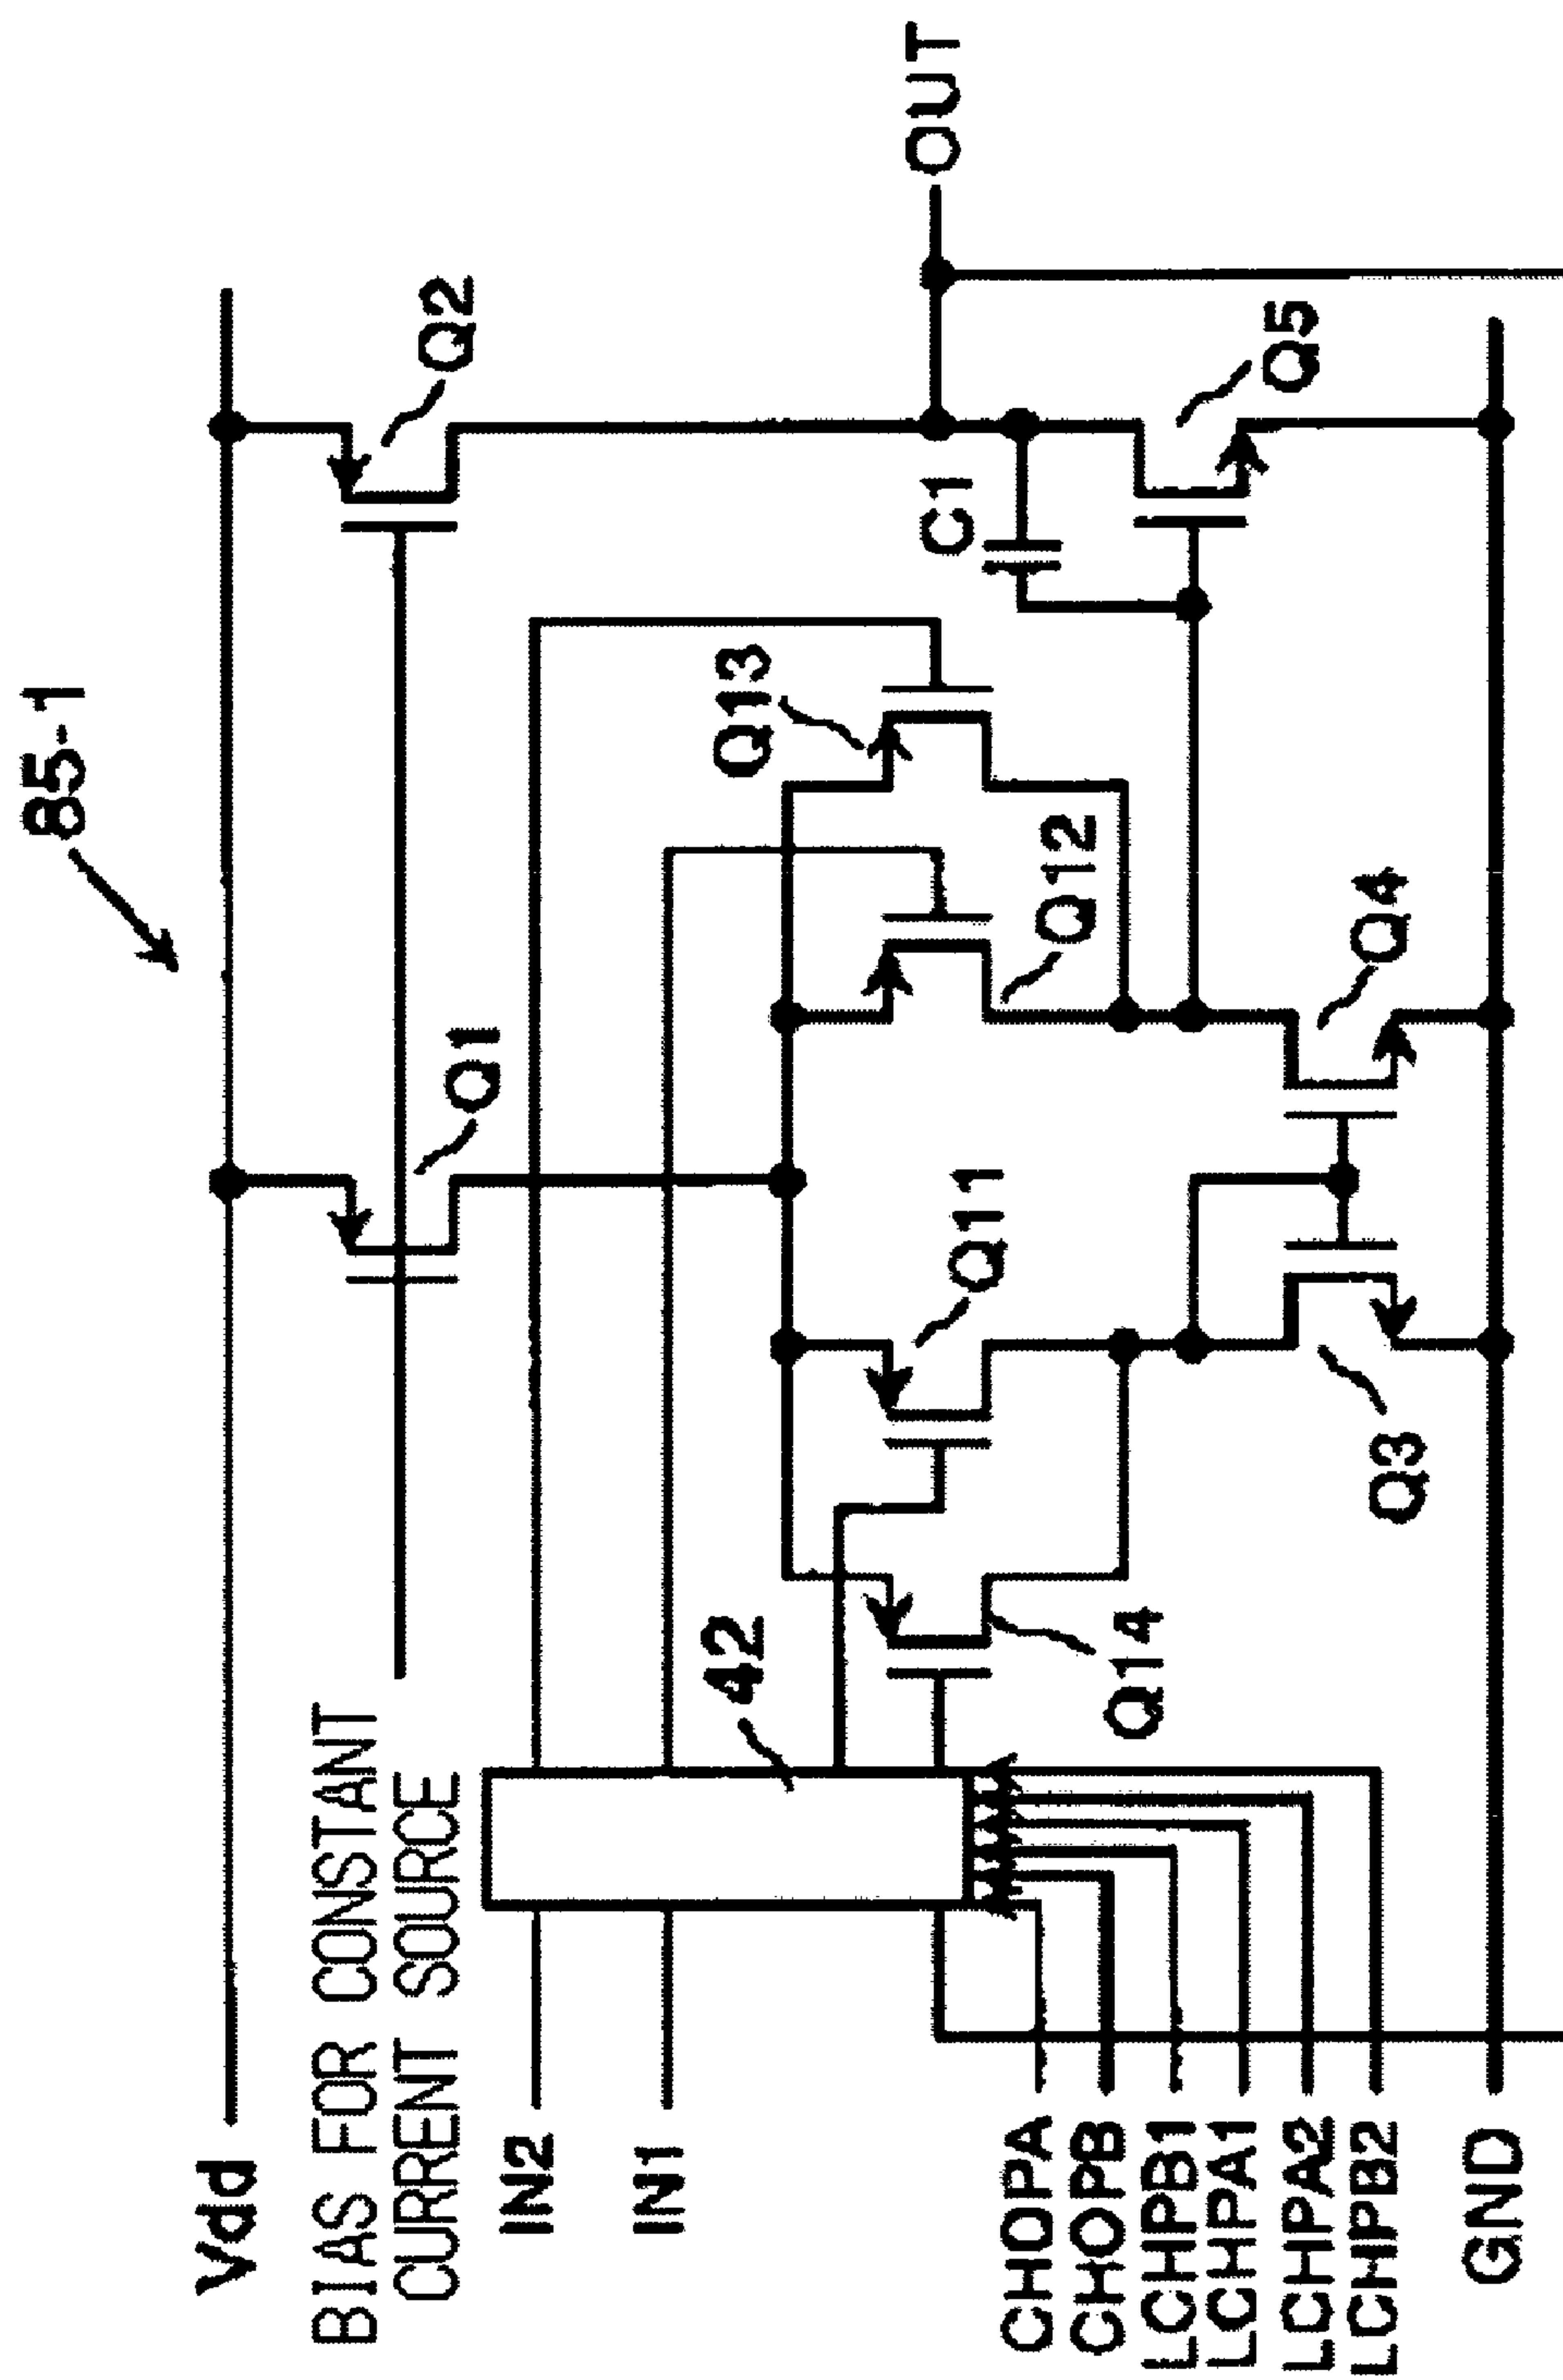 85-1
Vdd
BIAS FOR CONSTANT
CURRENT SOURCE
Q1
Q2
IN2
IN1
42
Q13
Q12
Q11
Q14
C1
OUT
CHOPA
CHOPB
LCHPB1
LCHPA1
LCHPA2
LCHPB2
Q3
Q4
Q5
GND